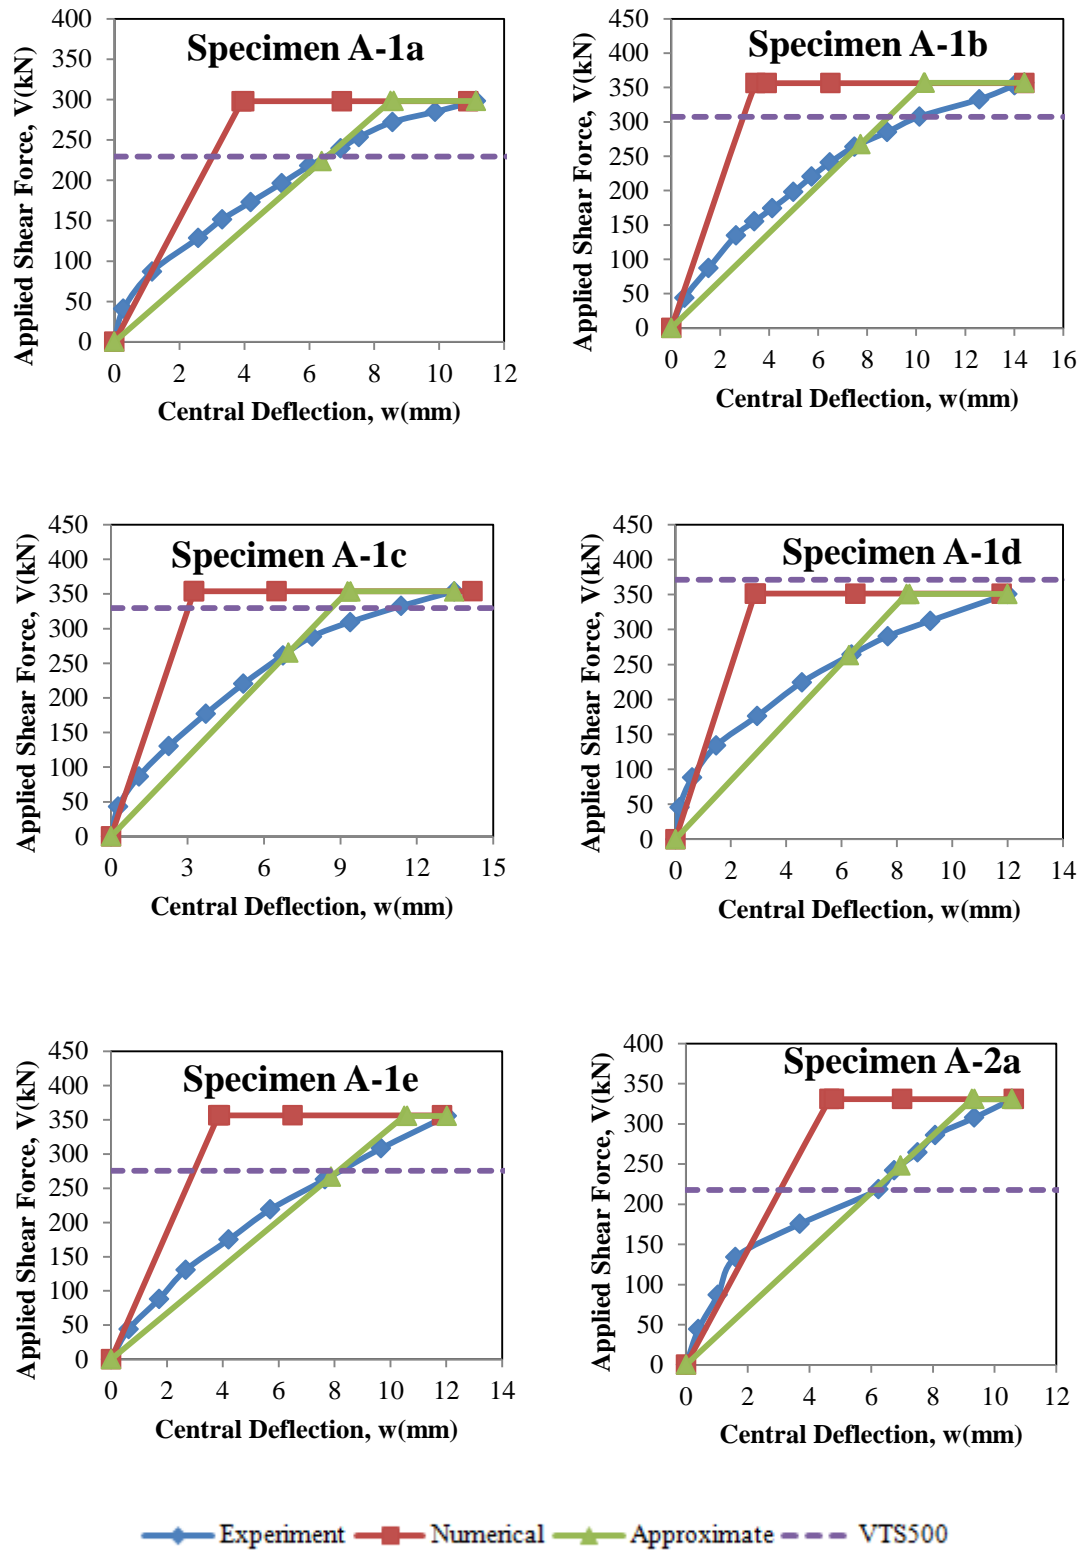 Specimen A-1a
Applied Shear Force, V(kN)
400
350
300
250
200
150
100
50
0
0 2 4 6 8 10 12
Central Deflection, w(mm)
Specimen A-1b
Applied Shear Force, V(kN)
450
400
350
300
250
200
150
100
50
0
0 2 4 6 8 10 12 14 16
Central Deflection, w(mm)
Specimen A-1c
Applied Shear Force, V(kN)
450
400
350
300
250
200
150
100
50
0
0 3 6 9 12 15
Central Deflection, w(mm)
Specimen A-1d
Applied Shear Force, V(kN)
450
400
350
300
250
200
150
100
50
0
0 2 4 6 8 10 12 14
Central Deflection, w(mm)
Specimen A-1e
Applied Shear Force, V(kN)
450
400
350
300
250
200
150
100
50
0
0 2 4 6 8 10 12 14
Central Deflection, w(mm)
Specimen A-2a
Applied Shear Force, V(kN)
400
350
300
250
200
150
100
50
0
0 2 4 6 8 10 12
Central Deflection, w(mm)
Experiment Numerical Approximate VTS500